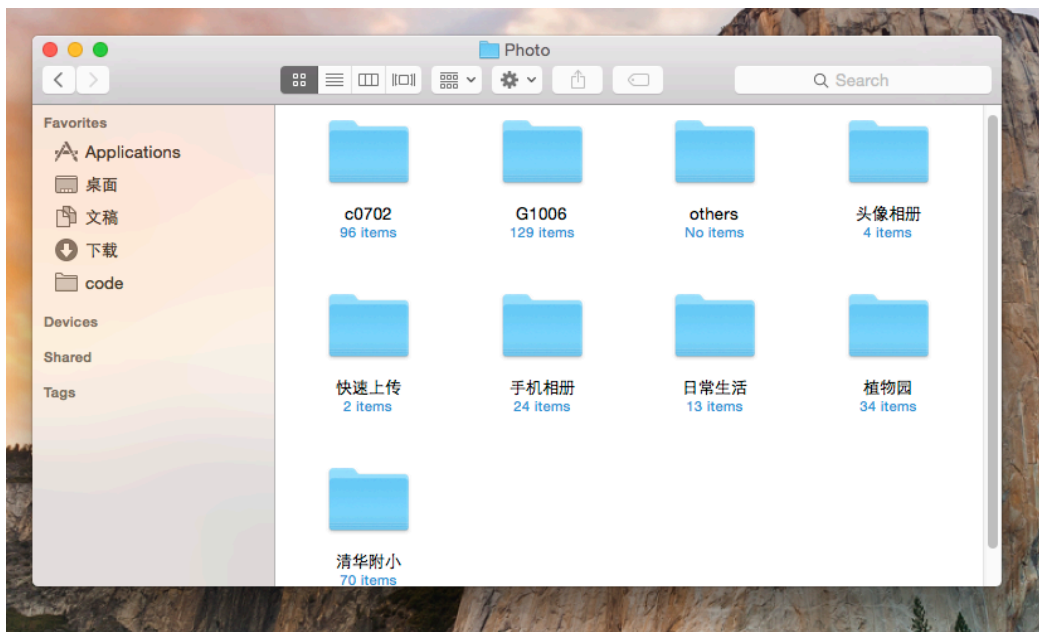 Photo
Search
Favorites
Applications
桌面
文稿
下载
code
Devices
Shared
Tags
c0702
96 items
G1006
129 items
others
No items
头像相册
4 items
快速上传
2 items
手机相册
24 items
日常生活
13 items
植物园
34 items
清华附小
70 items